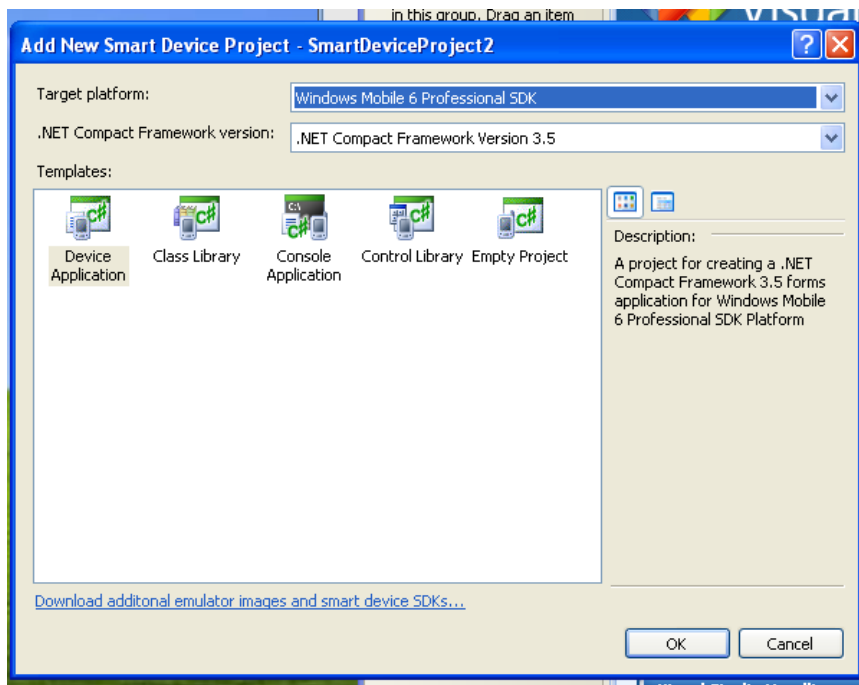 in this group. Drag an item
Visual
Add New Smart Device Project - SmartDeviceProject2
Target platform:
Windows Mobile 6 Professional SDK
.NET Compact Framework version:
.NET Compact Framework Version 3.5
Templates:
Device Application
Class Library
Console Application
Control Library
Empty Project
Description:
A project for creating a .NET
Compact Framework 3.5 forms
application for Windows Mobile
6 Professional SDK Platform
Download additonal emulator images and smart device SDKs...
OK
Cancel